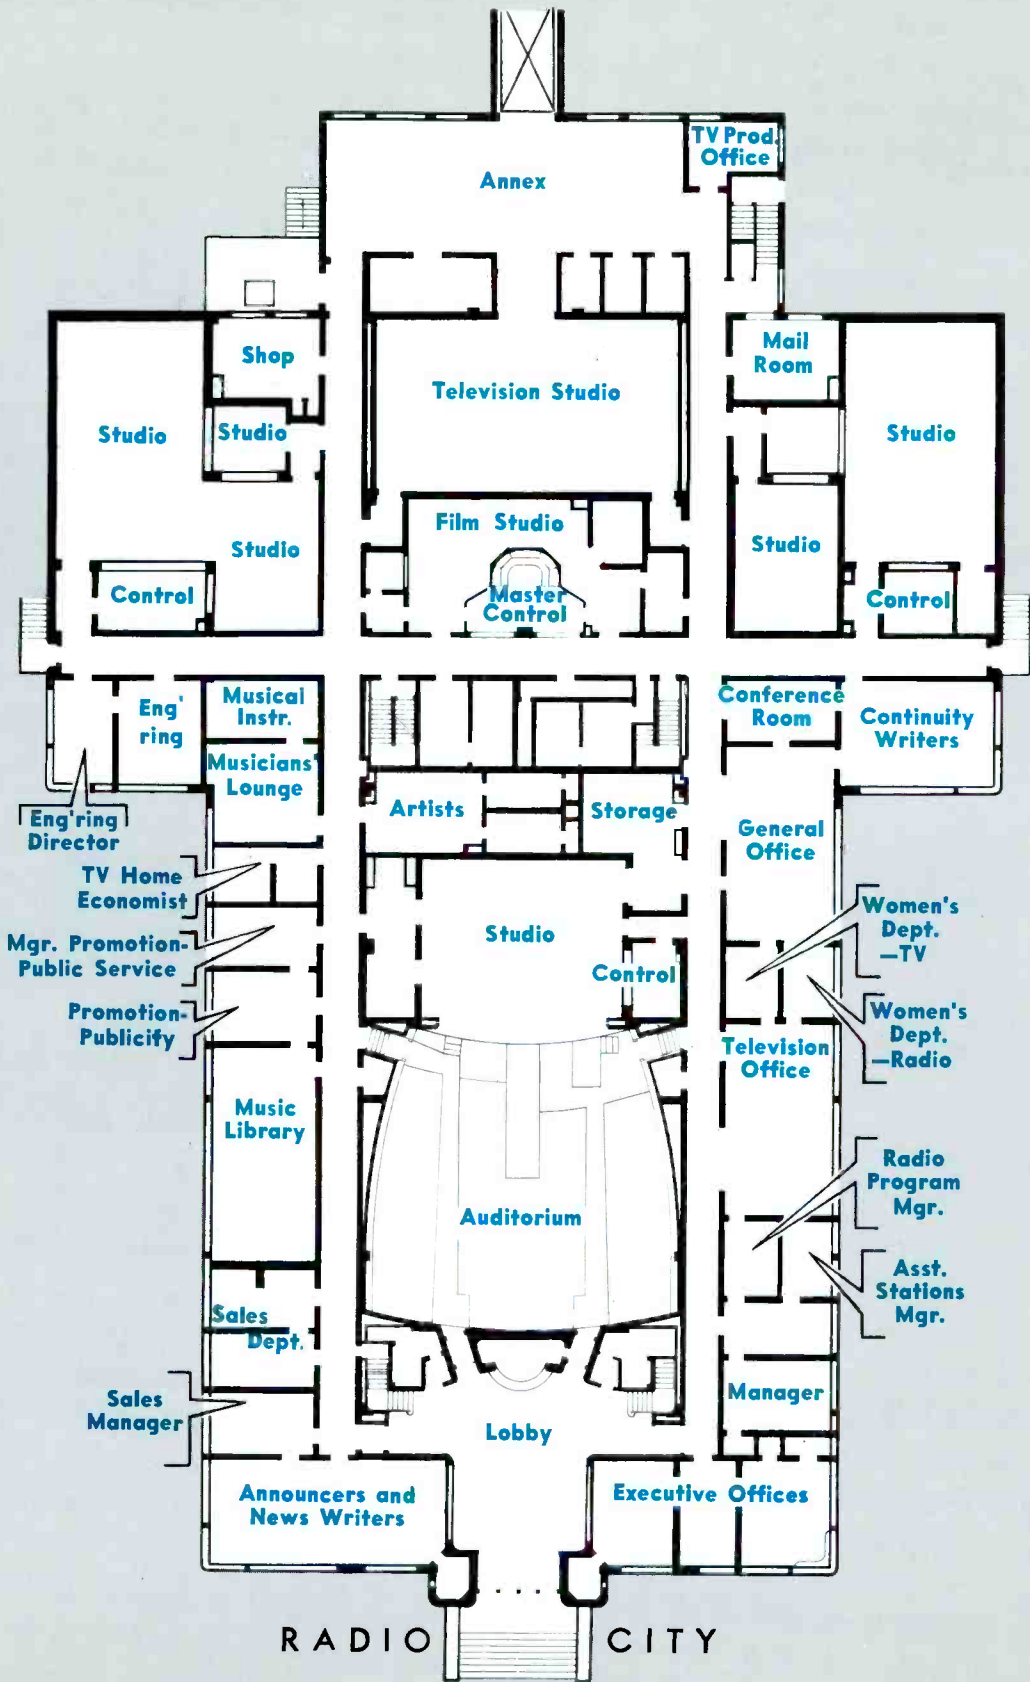 TV Prod.
Office
Annex
Shop
Mail
Room
Television Studio
Studio
Studio
Studio
Film Studio
Studio
Studio
Control
Master
Control
Control
Musical
Instr.
Eng'
ring
Conference
Room
Continuity
Writers
Musicians'
Lounge
Eng'ring
Director
Artists
Storage
General
Office
TV Home
Economist
Women's
Dept.
—TV
Mgr. Promotion-
Public Service
Studio
Control
Promotion-
Publicify
Women's
Dept.
—Radio
Television
Office
Music
Library
Radio
Program
Mgr.
Auditorium
Asst.
Stations
Mgr.
Sales
Dept.
Sales
Manager
Manager
Lobby
Announcers and
News Writers
Executive Offices
RADIO CITY